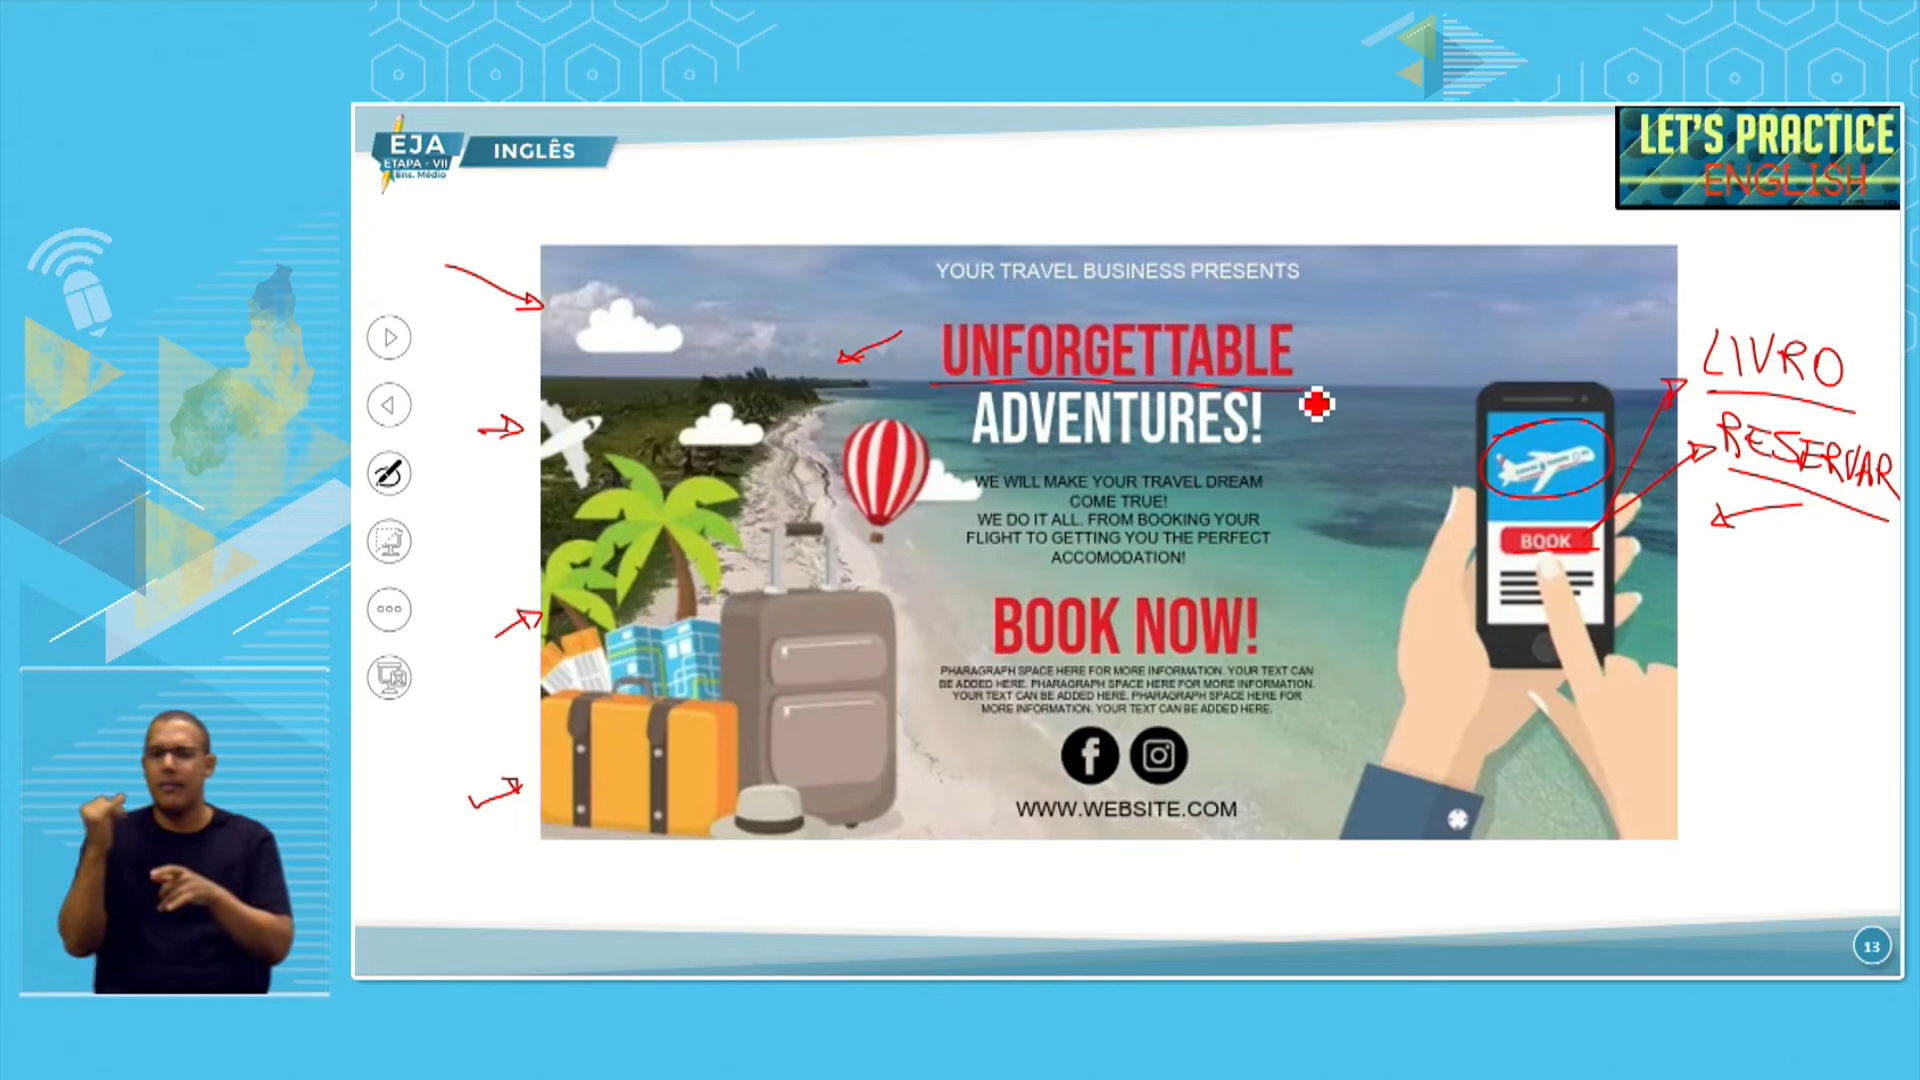 EJA
ETAPA - VII
Ens. Médio
INGLÊS
LET'S PRACTICE
ENGLISH
YOUR TRAVEL BUSINESS PRESENTS
UNFORGETTABLE
ADVENTURES!
WE WILL MAKE YOUR TRAVEL DREAM
COME TRUE!
WE DO IT ALL. FROM BOOKING YOUR
FLIGHT TO GETTING YOU THE PERFECT
ACCOMODATION!
BOOK NOW!
PHARAGRAPH SPACE HERE FOR MORE INFORMATION. YOUR TEXT CAN
BE ADDED HERE. PHARAGRAPH SPACE HERE FOR MORE INFORMATION.
YOUR TEXT CAN BE ADDED HERE. PHARAGRAPH SPACE HERE FOR
MORE INFORMATION. YOUR TEXT CAN BE ADDED HERE.
WWW.WEBSITE.COM
BOOK
LIVRO
RESERVAR
13